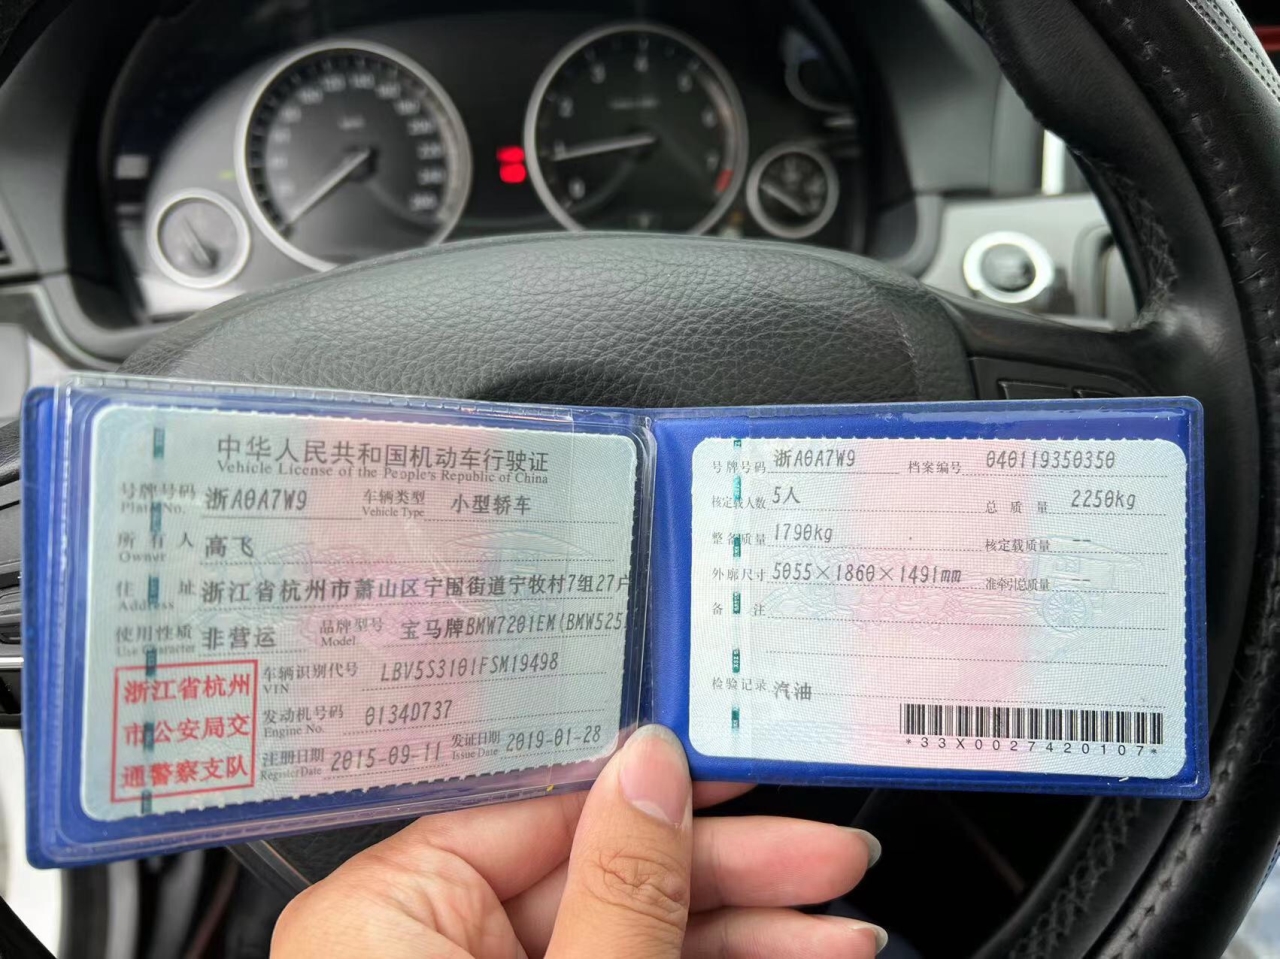 中华人民共和国机动车行驶证
Vehicle License of the People's Republic of China
号牌号码 浙A0A7W9 车辆类型 小型轿车
Plate No. Vehicle Type
所有人 高飞
Owner
住址 浙江省杭州市萧山区宁围街道宁牧村7组27户
Address
使用性质 非营运 品牌型号 宝马牌BMW7201EM(BMW525
Use Character Model
浙江省杭州
市公安局交
通警察支队
车辆识别代号 LBV5S3101FSM19498
VIN
发动机号码 0134D737
Engine No.
注册日期 2015-09-11 发证日期 2019-01-28
Register Date Issue Date
号牌号码 浙A0A7W9 档案编号 040119350350
核定载人数 5人 总质量 2250kg
整备质量 1790kg 核定载质量 --
外廓尺寸 5055×1860×1491mm 准牵引总质量 --
备注
检验记录 汽油
*33X0027420107*